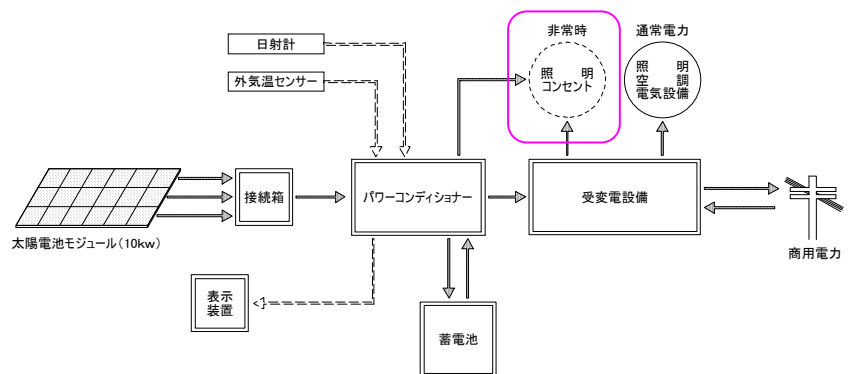 非常時
通常電力
日射計
外気温センサー
照 明
コンセント
照 明
空 調
電気設備
接続箱
パワーコンディショナー
受変電設備
太陽電池モジュール(10kw)
商用電力
表示
装置
蓄電池